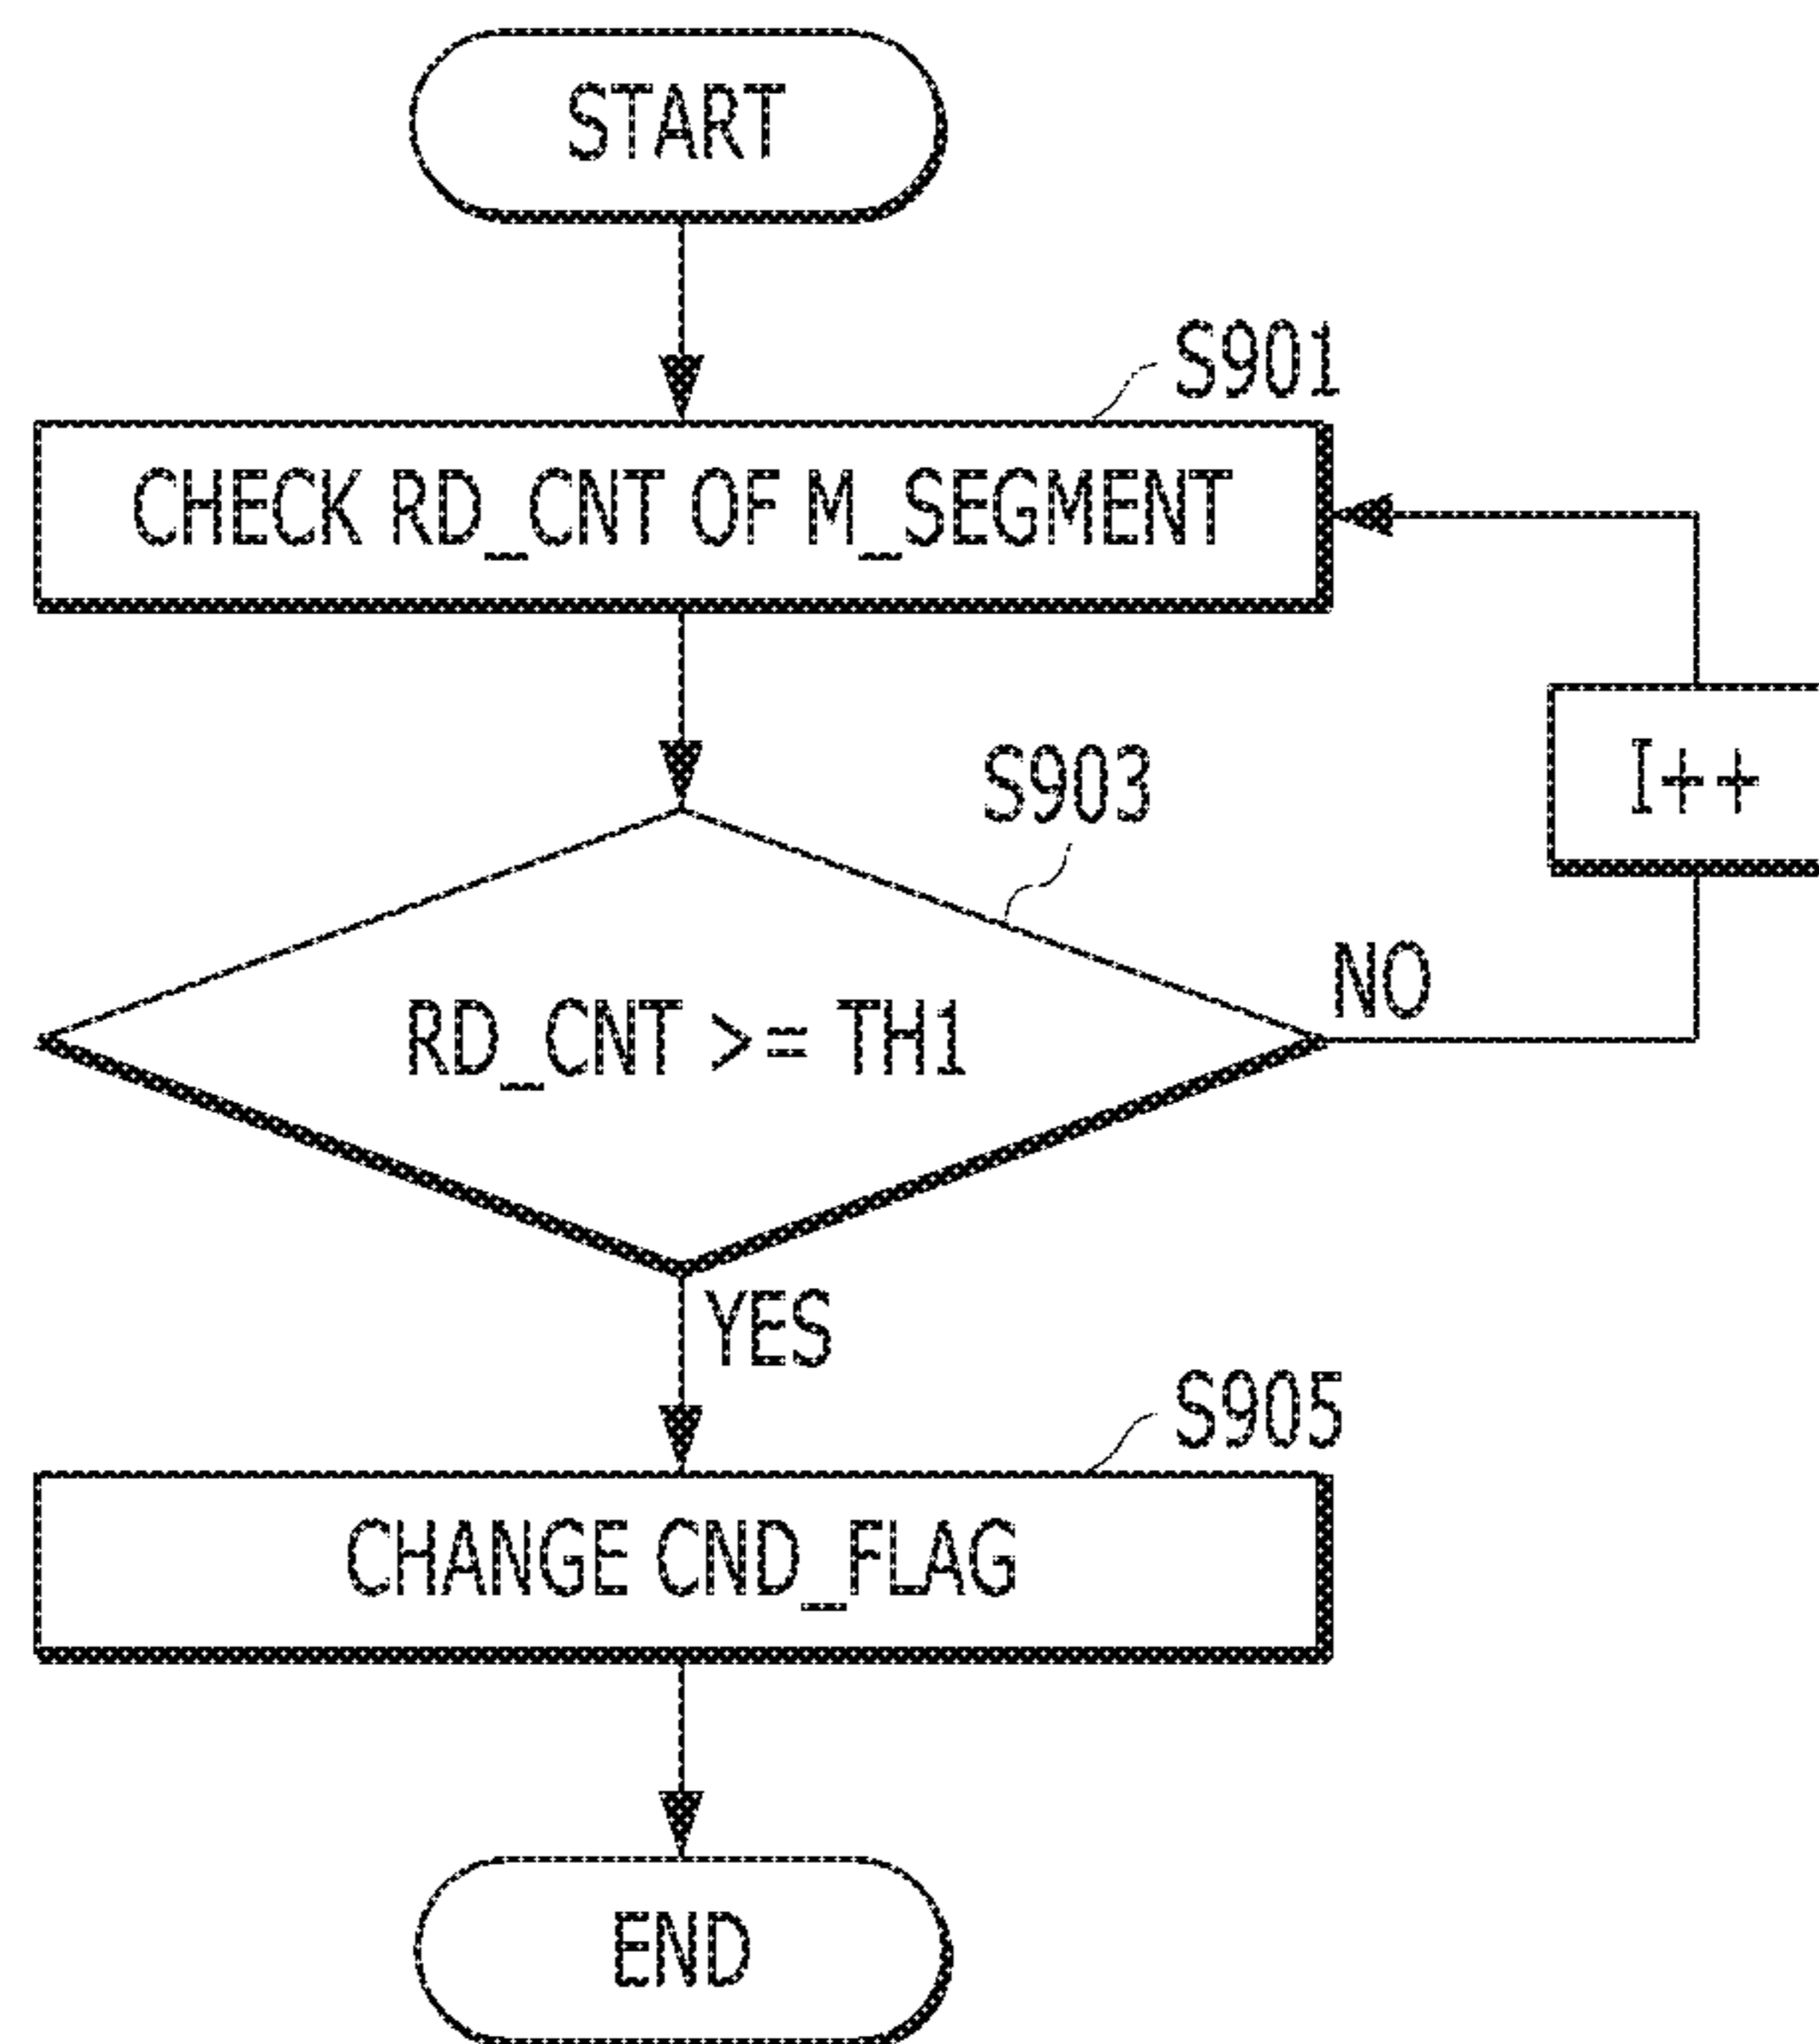 START
S901
CHECK RD_CNT OF M_SEGMENT
I++
S903
NO
RD_CNT >= TH1
YES
S905
CHANGE CND_FLAG
END